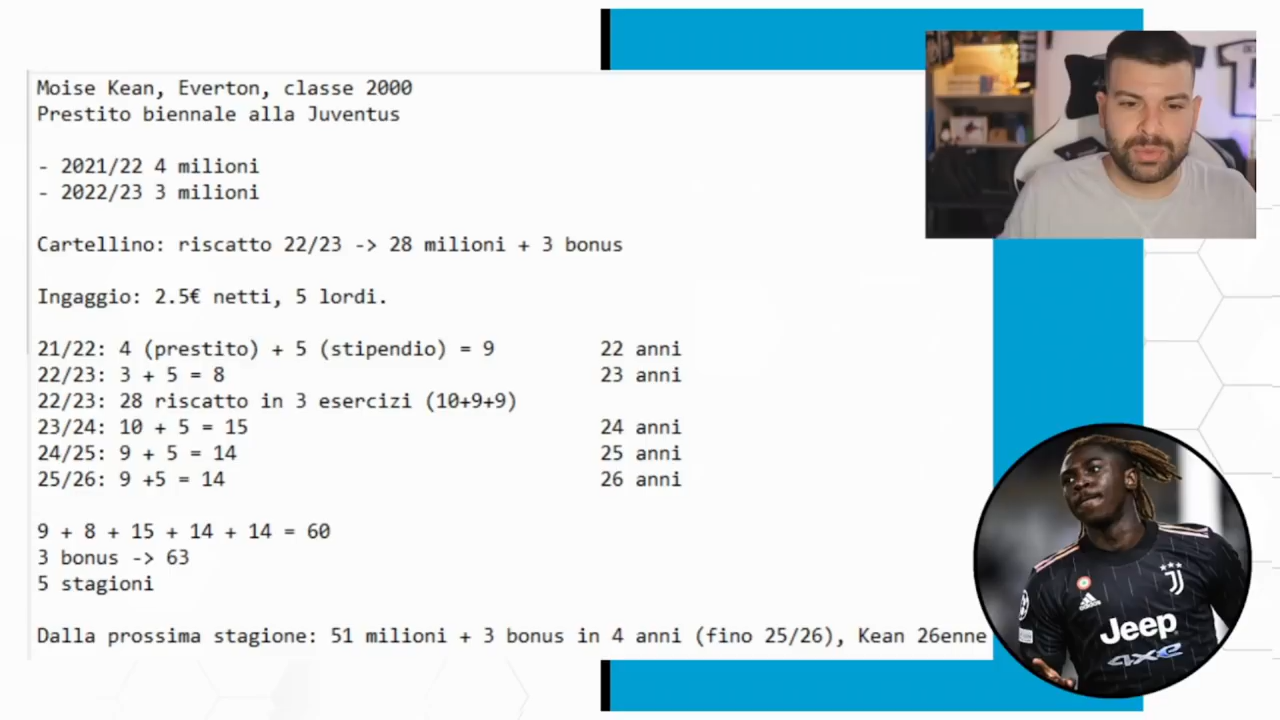 Moise Kean, Everton, classe 2000
Prestito biennale alla Juventus
- 2021/22 4 milioni
- 2022/23 3 milioni
Cartellino: riscatto 22/23 -> 28 milioni + 3 bonus
Ingaggio: 2.5€ netti, 5 lordi.
21/22: 4 (prestito) + 5 (stipendio) = 9 22 anni
22/23: 3 + 5 = 8 23 anni
22/23: 28 riscatto in 3 esercizi (10+9+9)
23/24: 10 + 5 = 15 24 anni
24/25: 9 + 5 = 14 25 anni
25/26: 9 +5 = 14 26 anni
9 + 8 + 15 + 14 + 14 = 60
3 bonus -> 63
5 stagioni
Dalla prossima stagione: 51 milioni + 3 bonus in 4 anni (fino 25/26), Kean 26enne
Jeep
4xe